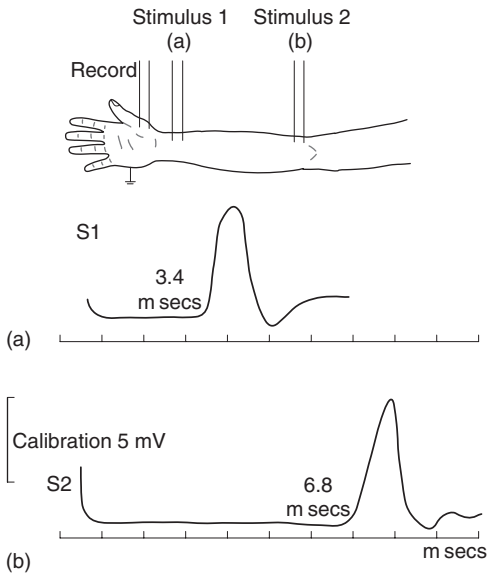 Stimulus 1
(a)
Stimulus 2
(b)
Record
S1
3.4
m secs
(a)
Calibration 5 mV
S2
6.8
m secs
m secs
(b)